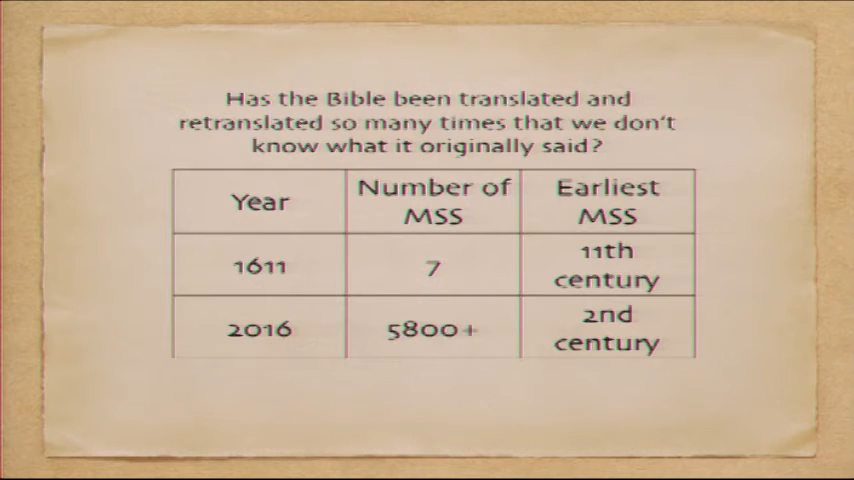 Has the Bible been translated and
retranslated so many times that we don't
know what it originally said?
Year
Number of
MSS
Earliest
MSS
1611
7
11th
century
2016
5800+
2nd
century